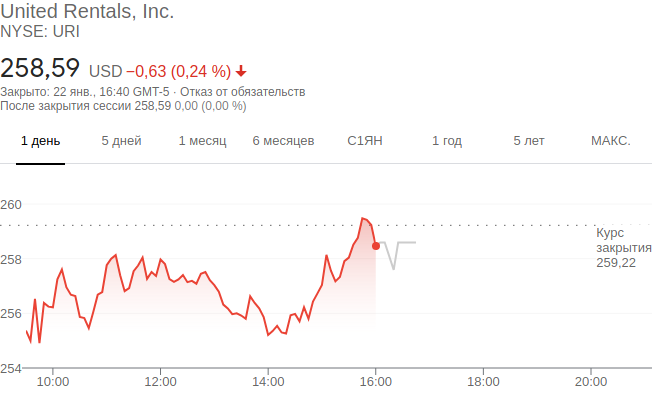 United Rentals, Inc.
NYSE: URI
258,59 USD −0,63 (0,24 %)
Закрыто: 22 янв., 16:40 GMT-5 · Отказ от обязательств
После закрытия сессии 258,59 0,00 (0,00 %)
1 день 5 дней 1 месяц 6 месяцев С1ЯН 1 год 5 лет МАКС.
260
Курс
закрытия
259,22
258
256
254
10:00 12:00 14:00 16:00 18:00 20:00